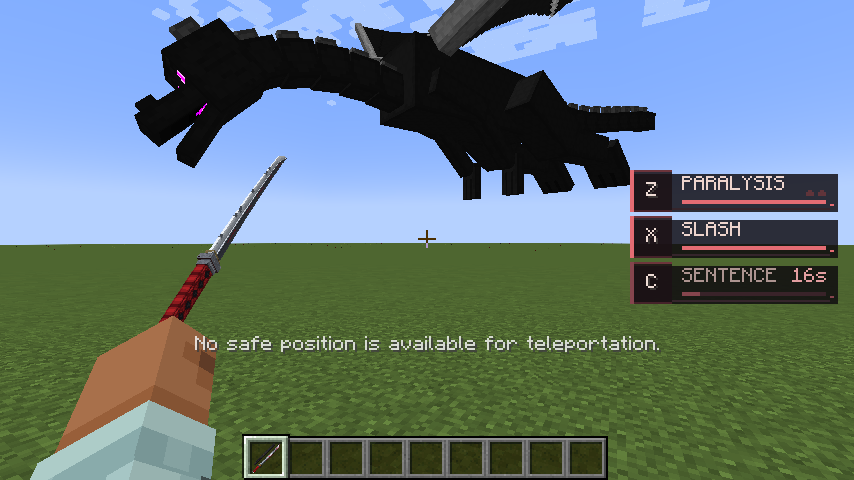 Z PARALYSIS
X SLASH
C SENTENCE 16s
No safe position is available for teleportation.